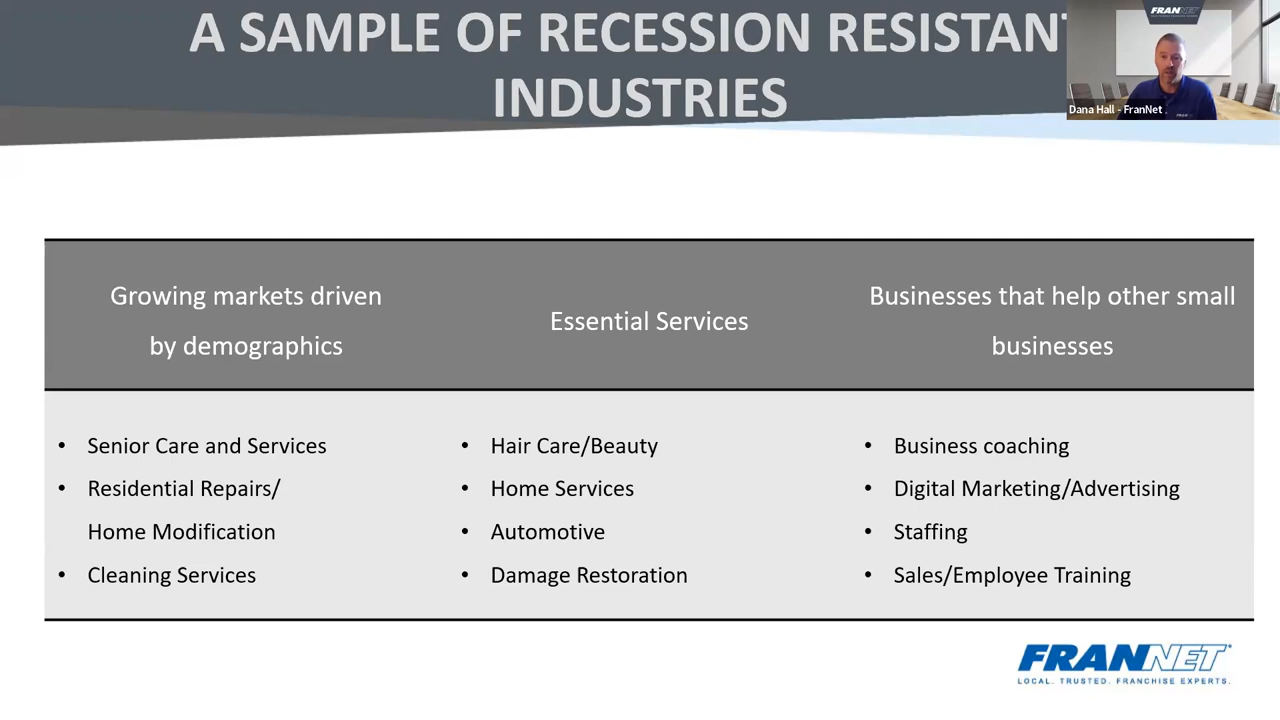 A SAMPLE OF RECESSION RESISTANT
INDUSTRIES
FRANNET
Dana Hall - FranNet
Growing markets driven
by demographics
Essential Services
Businesses that help other small
businesses
• Senior Care and Services
• Residential Repairs/
Home Modification
• Cleaning Services
• Hair Care/Beauty
• Home Services
• Automotive
• Damage Restoration
• Business coaching
• Digital Marketing/Advertising
• Staffing
• Sales/Employee Training
FRANNET
LOCAL. TRUSTED. FRANCHISE EXPERTS.